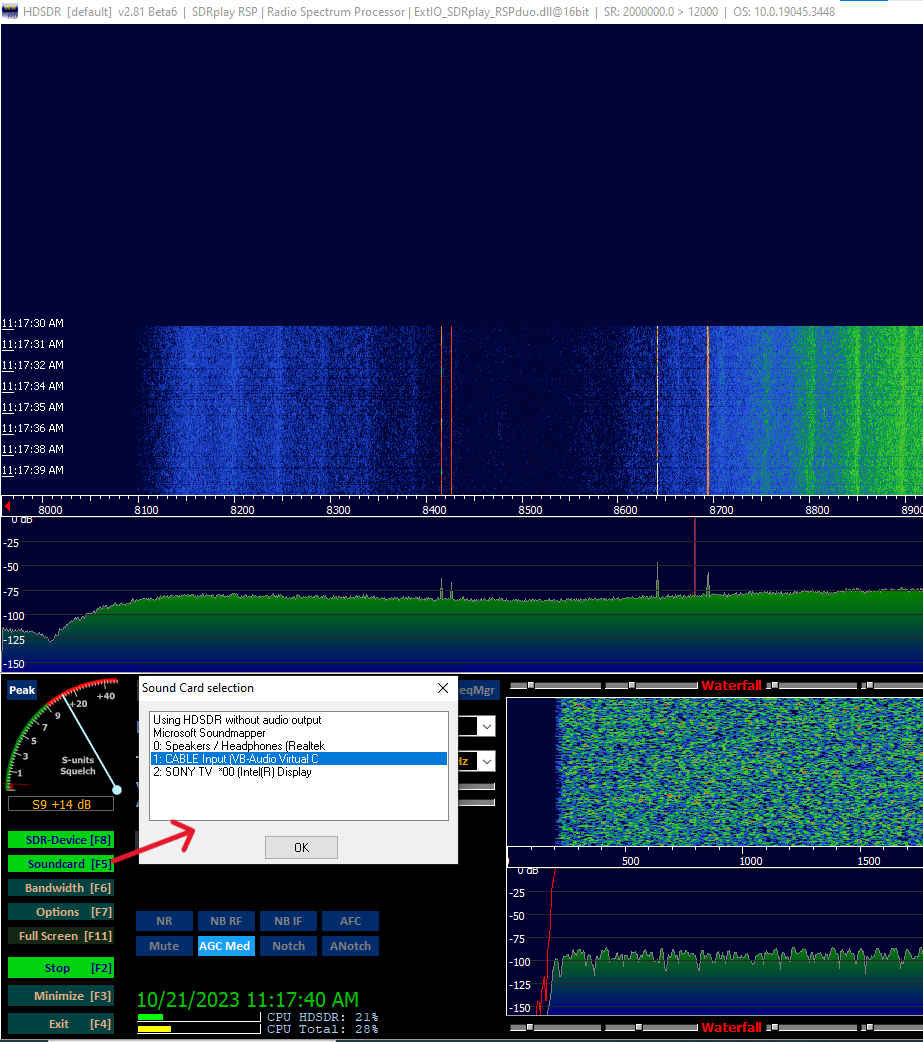 HDSDR [default] v2.81 Beta6 | SDRplay RSP | Radio Spectrum Processor | ExtIO_SDRplay_RSPduo.dll@16bit | SR: 2000000.0 > 12000 | OS: 10.0.19045.3448
11:17:30 AM
11:17:31 AM
11:17:32 AM
11:17:34 AM
11:17:35 AM
11:17:36 AM
11:17:38 AM
11:17:39 AM
8000 8100 8200 8300 8400 8500 8600 8700 8800 8900
0 dB
-25
-50
-75
-100
-125
-150
Peak
1 3 5 7 9 +20 +40
S-units
Squelch
S9 +14 dB
Sound Card selection
Using HDSDR without audio output
Microsoft Soundmapper
0: Speakers / Headphones (Realtek
1: CABLE Input (VB-Audio Virtual C
2: SONY TV *00 (Intel(R) Display
OK
eqMgr
Hz
SDR-Device [F8]
Soundcard [F5]
Bandwidth [F6]
Options [F7]
Full Screen [F11]
Stop [F2]
Minimize [F3]
Exit [F4]
NR NB RF NB IF AFC
Mute AGC Med Notch ANotch
10/21/2023 11:17:40 AM
CPU HDSDR: 21%
CPU Total: 28%
Waterfall
0 500 1000 1500
0 dB
-25
-50
-75
-100
-125
-150
Waterfall